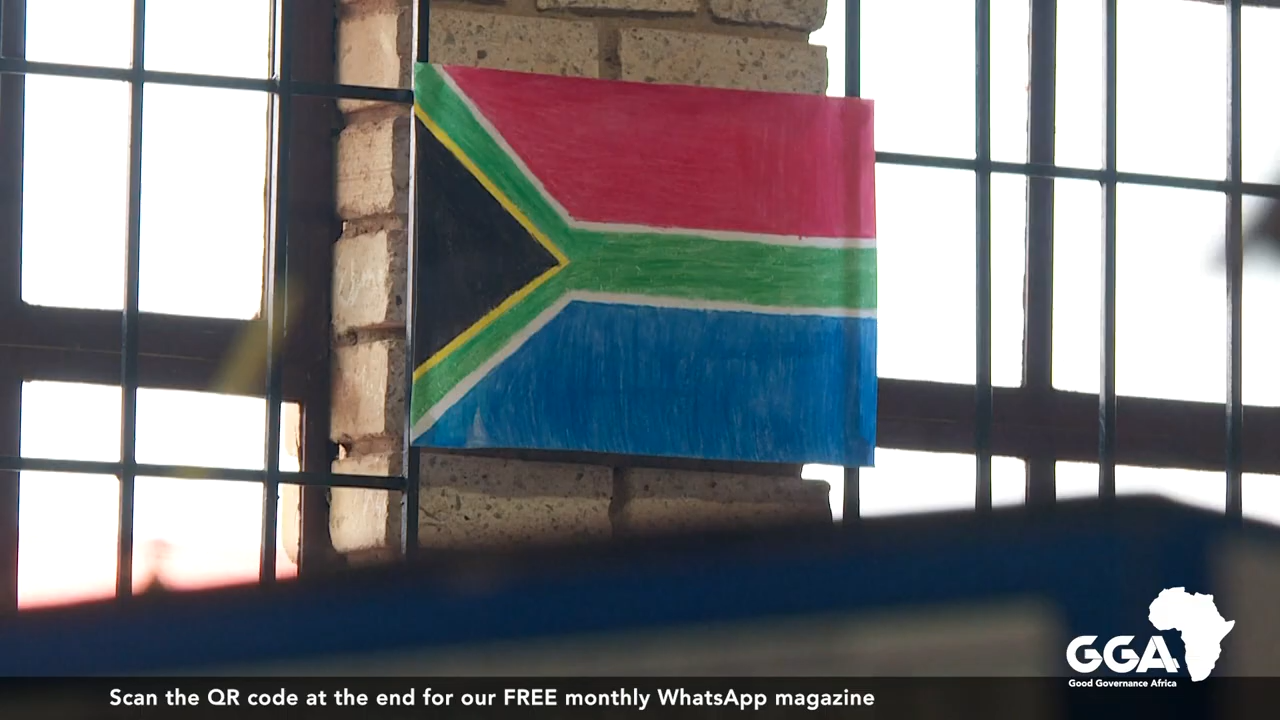 GGA
Good Governance Africa
Scan the QR code at the end for our FREE monthly WhatsApp magazine